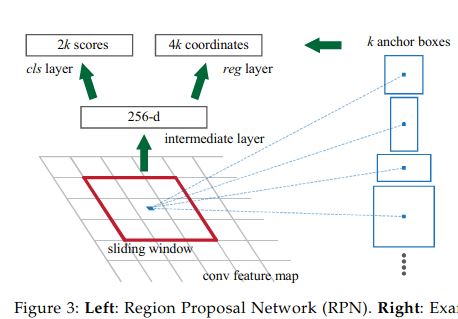 2k scores
4k coordinates
k anchor boxes
cls layer
reg layer
256-d
intermediate layer
sliding window
conv feature map
Figure 3: Left: Region Proposal Network (RPN). Right: Exa